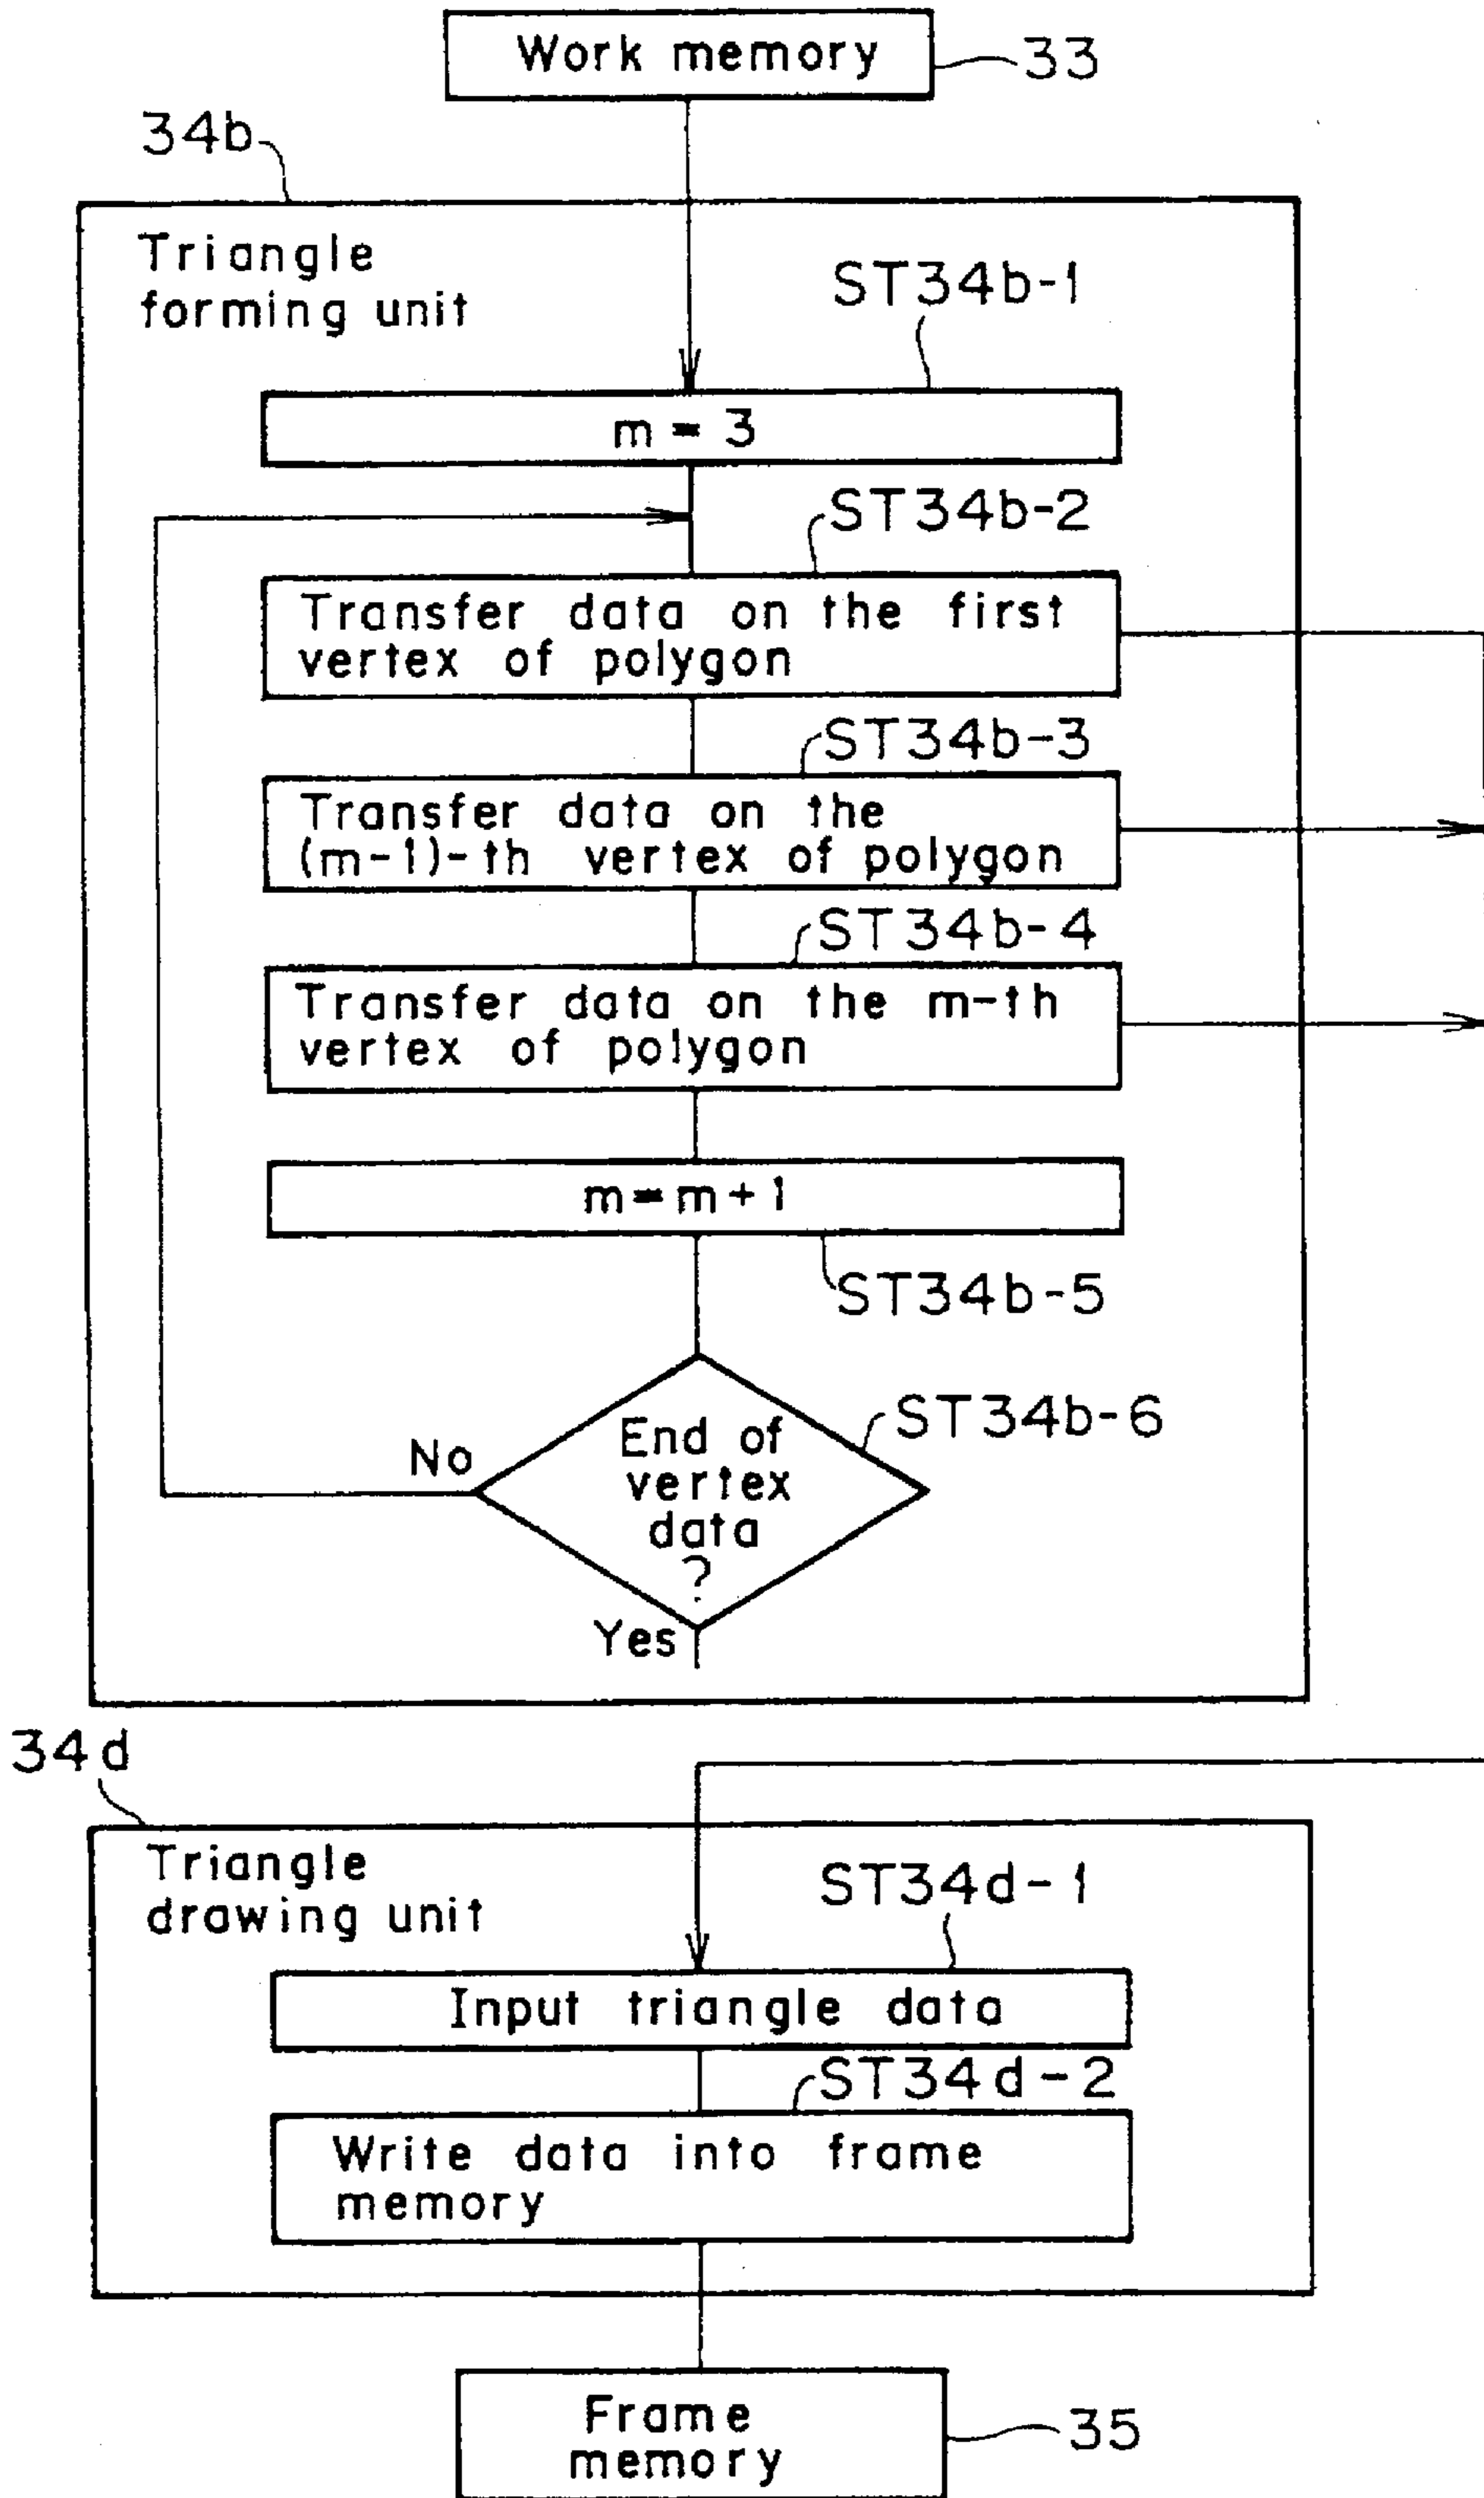 Work memory
33
34b
Triangle
forming unit
ST34b-1
m = 3
ST34b-2
Transfer data on the first
vertex of polygon
ST34b-3
Transfer data on the
(m-1)-th vertex of polygon
ST34b-4
Transfer data on the m-th
vertex of polygon
m=m+1
ST34b-5
ST34b-6
End of
vertex
data
?
No
Yes
34d
Triangle
drawing unit
ST34d-1
Input triangle data
ST34d-2
Write data into frame
memory
Frame
memory
35